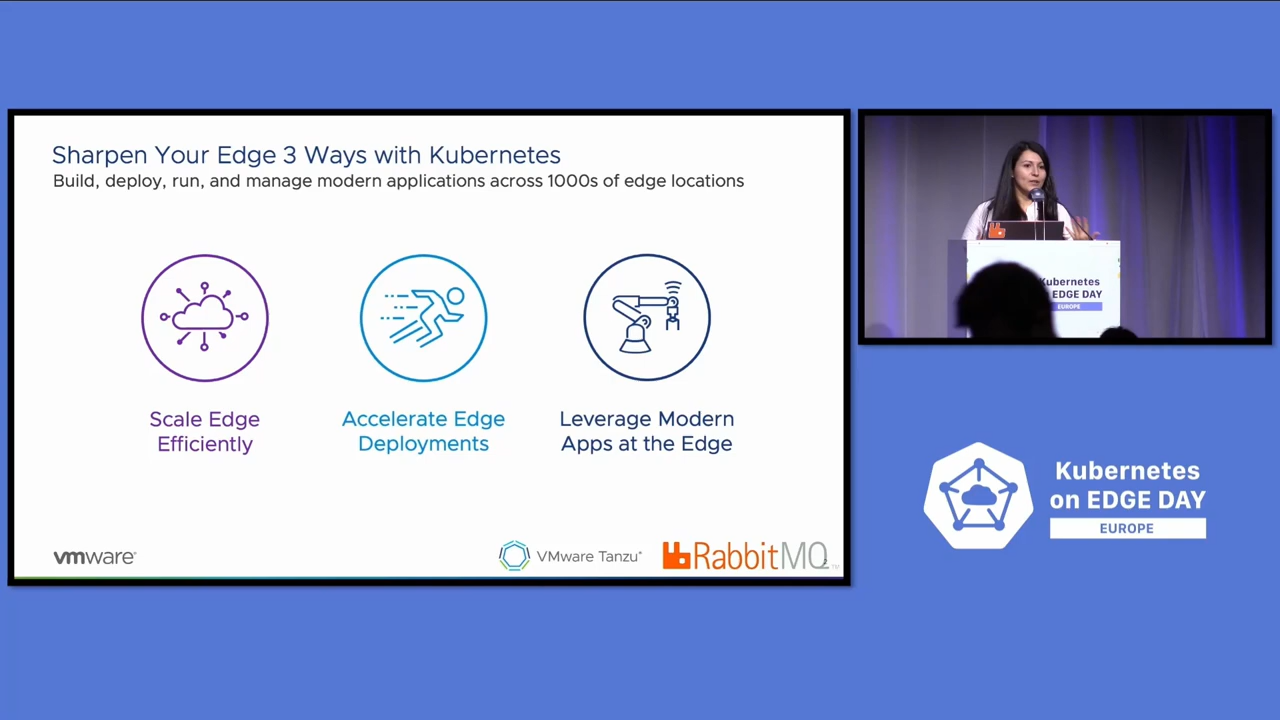 Sharpen Your Edge 3 Ways with Kubernetes
Build, deploy, run, and manage modern applications across 1000s of edge locations
Scale Edge
Efficiently
Accelerate Edge
Deployments
Leverage Modern
Apps at the Edge
vmware®
VMware Tanzu®
RabbitMQ™
Kubernetes
EDGE DAY
EUROPE
Kubernetes
on EDGE DAY
EUROPE